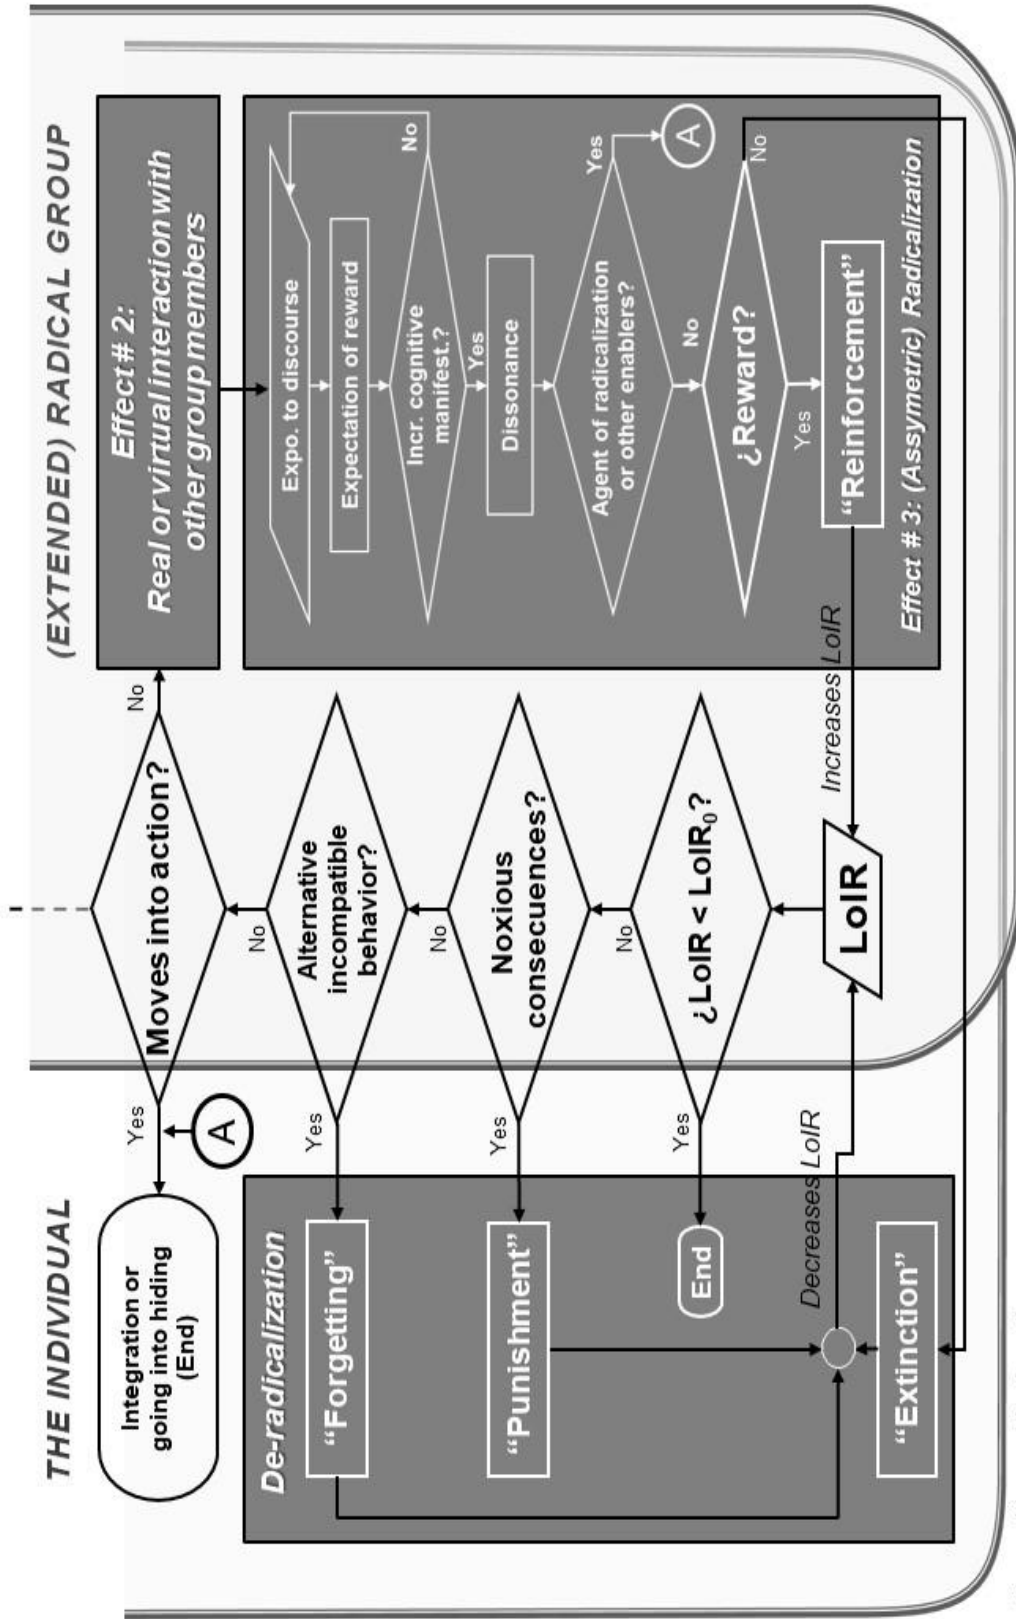 THE INDIVIDUAL
(EXTENDED) RADICAL GROUP
Integration or
going into hiding
(End)
Yes
A
Moves into action?
No
Effect # 2:
Real or virtual interaction with
other group members
De-radicalization
“Forgetting”
Yes
Alternative
incompatible
behavior?
No
“Punishment”
Yes
Noxious
consecuences?
No
End
Yes
¿LoIR < LoIR₀?
No
Decreases LoIR
“Extinction”
LoIR
Increases LoIR
Expo. to discourse
Expectation of reward
Incr. cognitive
manifest.?
No
Yes
Dissonance
Agent of radicalization
or other enablers?
Yes
A
No
¿Reward?
No
Yes
“Reinforcement”
Effect # 3: (Assymetric) Radicalization